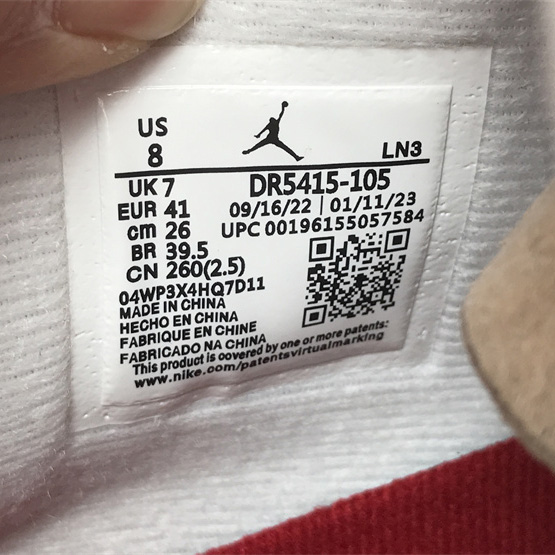 US
8
LN3
UK 7
DR5415-105
EUR 41
09/16/22 | 01/11/23
cm 26
UPC 00196155057584
BR 39.5
CN 260(2.5)
04WP3X4HQ7D11
MADE IN CHINA
HECHO EN CHINA
FABRIQUE EN CHINE
FABRICADO NA CHINA
This product is covered by one or more patents:
www.nike.com/patentsvirtualmarking